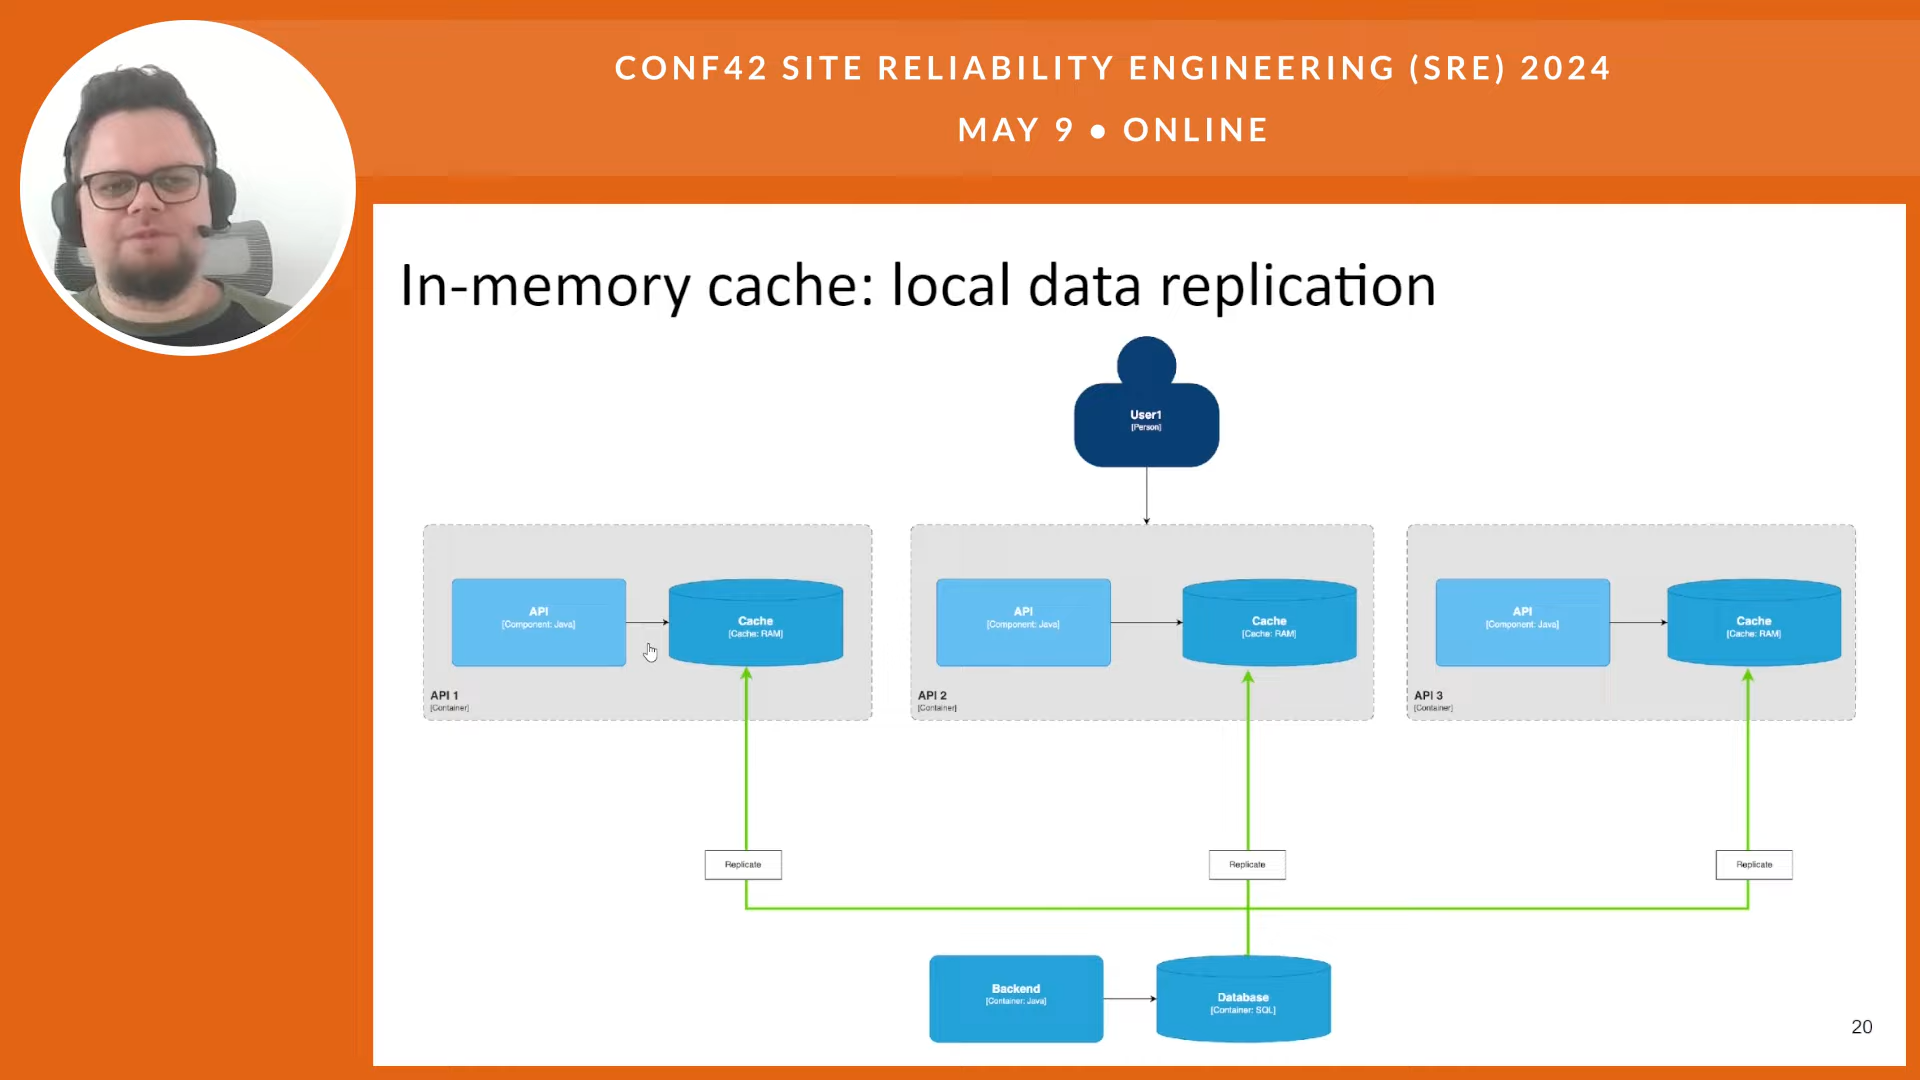 CONF42 SITE RELIABILITY ENGINEERING (SRE) 2024
MAY 9 ● ONLINE
In-memory cache: local data replication
User1
[Person]
API
[Component: Java]
Cache
[Cache: RAM]
API 1
[Container]
API
[Component: Java]
Cache
[Cache: RAM]
API 2
[Container]
API
[Component: Java]
Cache
[Cache: RAM]
API 3
[Container]
Replicate
Replicate
Replicate
Backend
[Container: Java]
Database
[Container: SQL]
20